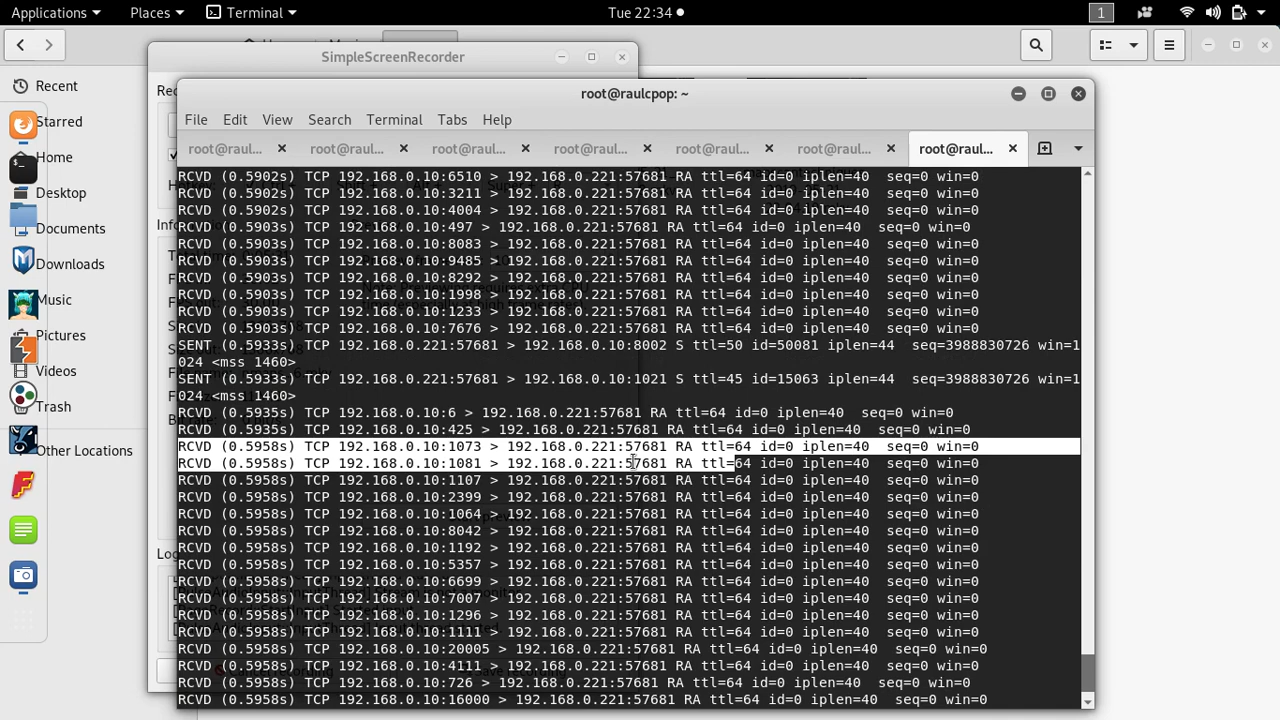 Applications Places Terminal Tue 22:34 1
SimpleScreenRecorder
root@raulcpop: ~
File Edit View Search Terminal Tabs Help
root@raul... root@raul... root@raul... root@raul... root@raul... root@raul... root@raul...
Recent
Starred
Home
Desktop
Documents
Downloads
Music
Pictures
Videos
Trash
Other Locations
RCVD (0.5902s) TCP 192.168.0.10:6510 > 192.168.0.221:57681 RA ttl=64 id=0 iplen=40 seq=0 win=0
RCVD (0.5902s) TCP 192.168.0.10:4211 > 192.168.0.221:57681 RA ttl=64 id=0 iplen=40 seq=0 win=0
RCVD (0.5902s) TCP 192.168.0.10:4004 > 192.168.0.221:57681 RA ttl=64 id=0 iplen=40 seq=0 win=0
RCVD (0.5903s) TCP 192.168.0.10:497 > 192.168.0.221:57681 RA ttl=64 id=0 iplen=40 seq=0 win=0
RCVD (0.5903s) TCP 192.168.0.10:8083 > 192.168.0.221:57681 RA ttl=64 id=0 iplen=40 seq=0 win=0
RCVD (0.5903s) TCP 192.168.0.10:9485 > 192.168.0.221:57681 RA ttl=64 id=0 iplen=40 seq=0 win=0
RCVD (0.5903s) TCP 192.168.0.10:8292 > 192.168.0.221:57681 RA ttl=64 id=0 iplen=40 seq=0 win=0
RCVD (0.5903s) TCP 192.168.0.10:1998 > 192.168.0.221:57681 RA ttl=64 id=0 iplen=40 seq=0 win=0
RCVD (0.5903s) TCP 192.168.0.10:1233 > 192.168.0.221:57681 RA ttl=64 id=0 iplen=40 seq=0 win=0
RCVD (0.5903s) TCP 192.168.0.10:7676 > 192.168.0.221:57681 RA ttl=64 id=0 iplen=40 seq=0 win=0
SENT (0.5933s) TCP 192.168.0.221:57681 > 192.168.0.10:8002 S ttl=50 id=50081 iplen=44 seq=3988830726 win=1
024 <mss 1460>
SENT (0.5933s) TCP 192.168.0.221:57681 > 192.168.0.10:1021 S ttl=45 id=15063 iplen=44 seq=3988830726 win=1
024 <mss 1460>
RCVD (0.5935s) TCP 192.168.0.10:6 > 192.168.0.221:57681 RA ttl=64 id=0 iplen=40 seq=0 win=0
RCVD (0.5935s) TCP 192.168.0.10:425 > 192.168.0.221:57681 RA ttl=64 id=0 iplen=40 seq=0 win=0
RCVD (0.5958s) TCP 192.168.0.10:1073 > 192.168.0.221:57681 RA ttl=64 id=0 iplen=40 seq=0 win=0
RCVD (0.5958s) TCP 192.168.0.10:1081 > 192.168.0.221:57681 RA ttl=64 id=0 iplen=40 seq=0 win=0
RCVD (0.5958s) TCP 192.168.0.10:1107 > 192.168.0.221:57681 RA ttl=64 id=0 iplen=40 seq=0 win=0
RCVD (0.5958s) TCP 192.168.0.10:2399 > 192.168.0.221:57681 RA ttl=64 id=0 iplen=40 seq=0 win=0
RCVD (0.5958s) TCP 192.168.0.10:1064 > 192.168.0.221:57681 RA ttl=64 id=0 iplen=40 seq=0 win=0
RCVD (0.5958s) TCP 192.168.0.10:8042 > 192.168.0.221:57681 RA ttl=64 id=0 iplen=40 seq=0 win=0
RCVD (0.5958s) TCP 192.168.0.10:1192 > 192.168.0.221:57681 RA ttl=64 id=0 iplen=40 seq=0 win=0
RCVD (0.5958s) TCP 192.168.0.10:5357 > 192.168.0.221:57681 RA ttl=64 id=0 iplen=40 seq=0 win=0
RCVD (0.5958s) TCP 192.168.0.10:6699 > 192.168.0.221:57681 RA ttl=64 id=0 iplen=40 seq=0 win=0
RCVD (0.5958s) TCP 192.168.0.10:7007 > 192.168.0.221:57681 RA ttl=64 id=0 iplen=40 seq=0 win=0
RCVD (0.5958s) TCP 192.168.0.10:1296 > 192.168.0.221:57681 RA ttl=64 id=0 iplen=40 seq=0 win=0
RCVD (0.5958s) TCP 192.168.0.10:1111 > 192.168.0.221:57681 RA ttl=64 id=0 iplen=40 seq=0 win=0
RCVD (0.5958s) TCP 192.168.0.10:20005 > 192.168.0.221:57681 RA ttl=64 id=0 iplen=40 seq=0 win=0
RCVD (0.5958s) TCP 192.168.0.10:4111 > 192.168.0.221:57681 RA ttl=64 id=0 iplen=40 seq=0 win=0
RCVD (0.5958s) TCP 192.168.0.10:726 > 192.168.0.221:57681 RA ttl=64 id=0 iplen=40 seq=0 win=0
RCVD (0.5958s) TCP 192.168.0.10:16000 > 192.168.0.221:57681 RA ttl=64 id=0 iplen=40 seq=0 win=0